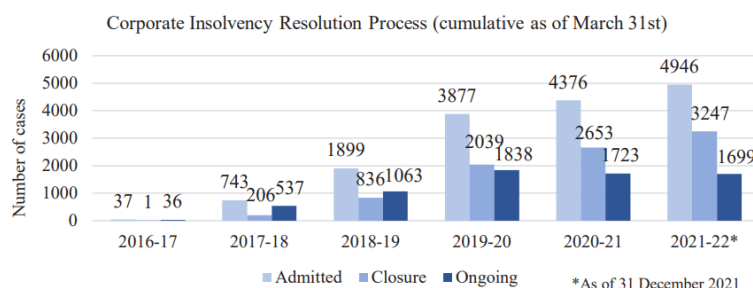 Corporate Insolvency Resolution Process (cumulative as of March 31st)
Number of cases
6000
5000
4000
3000
2000
1000
0
37 1 36
743 206 537
1899 836 1063
3877 2039 1838
4376 2653 1723
4946 3247 1699
2016-17 2017-18 2018-19 2019-20 2020-21 2021-22*
Admitted Closure Ongoing
*As of 31 December 2021